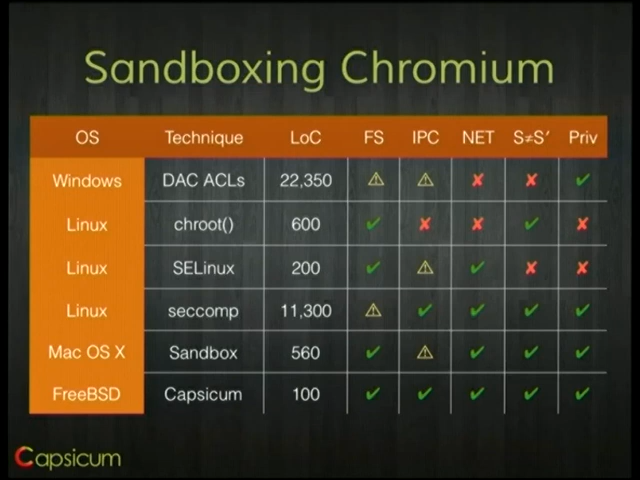 Sandboxing Chromium
OS Technique LoC FS IPC NET S≠S′ Priv
Windows DAC ACLs 22,350 ⚠ ⚠ ✘ ✘ ✔
Linux chroot() 600 ✔ ✘ ✘ ✔ ✘
Linux SELinux 200 ✔ ⚠ ✔ ✘ ✘
Linux seccomp 11,300 ⚠ ✔ ✔ ✔ ✔
Mac OS X Sandbox 560 ✔ ⚠ ✔ ✔ ✔
FreeBSD Capsicum 100 ✔ ✔ ✔ ✔ ✔
Capsicum